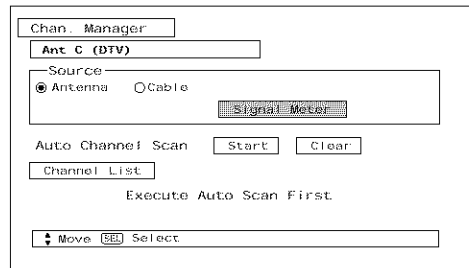 Chan. Manager
Ant C (DTV)
Source
Antenna Cable
Signal Meter
Auto Channel Scan Start Clear
Channel List
Execute Auto Scan First
Move SEL Select